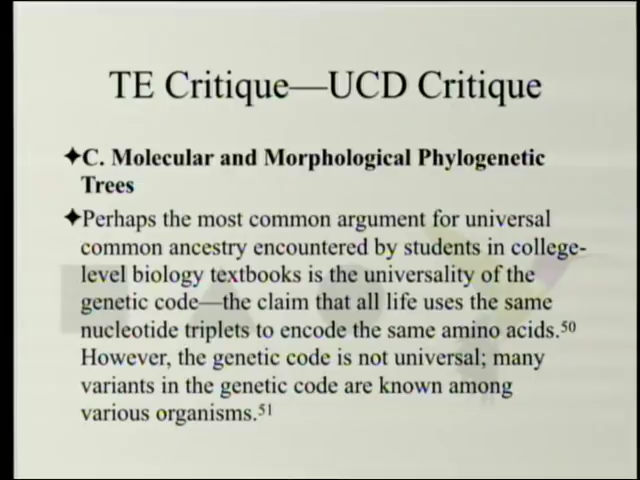 TE Critique—UCD Critique
✦C. Molecular and Morphological Phylogenetic
Trees
✦Perhaps the most common argument for universal
common ancestry encountered by students in college-
level biology textbooks is the universality of the
genetic code—the claim that all life uses the same
nucleotide triplets to encode the same amino acids.50
However, the genetic code is not universal; many
variants in the genetic code are known among
various organisms.51